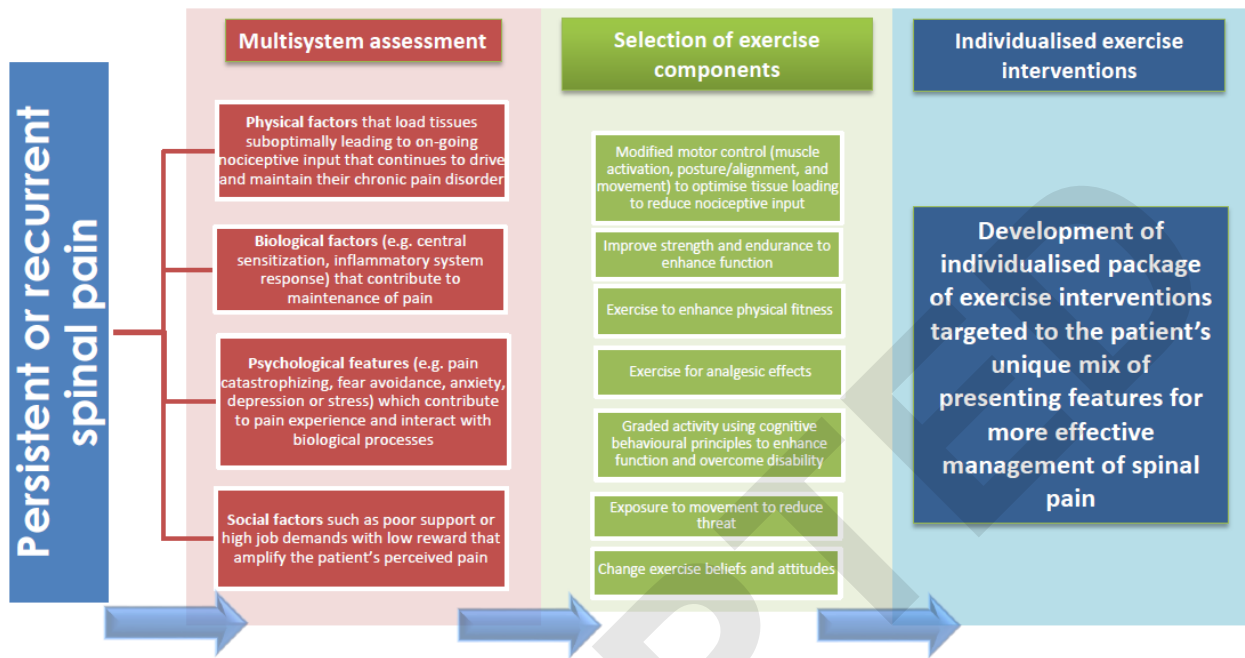 Persistent or recurrent
spinal pain
Multisystem assessment
Physical factors that load tissues
suboptimally leading to on-going
nociceptive input that continues to drive
and maintain their chronic pain disorder
Biological factors (e.g. central
sensitization, inflammatory system
response) that contribute to
maintenance of pain
Psychological features (e.g. pain
catastrophizing, fear avoidance, anxiety,
depression or stress) which contribute
to pain experience and interact with
biological processes
Social factors such as poor support or
high job demands with low reward that
amplify the patient's perceived pain
Selection of exercise
components
Modified motor control (muscle
activation, posture/alignment, and
movement) to optimise tissue loading
to reduce nociceptive input
Improve strength and endurance to
enhance function
Exercise to enhance physical fitness
Exercise for analgesic effects
Graded activity using cognitive
behavioural principles to enhance
function and overcome disability
Exposure to movement to reduce
threat
Change exercise beliefs and attitudes
Individualised exercise
interventions
Development of
individualised package
of exercise interventions
targeted to the patient's
unique mix of
presenting features for
more effective
management of spinal
pain
PTED